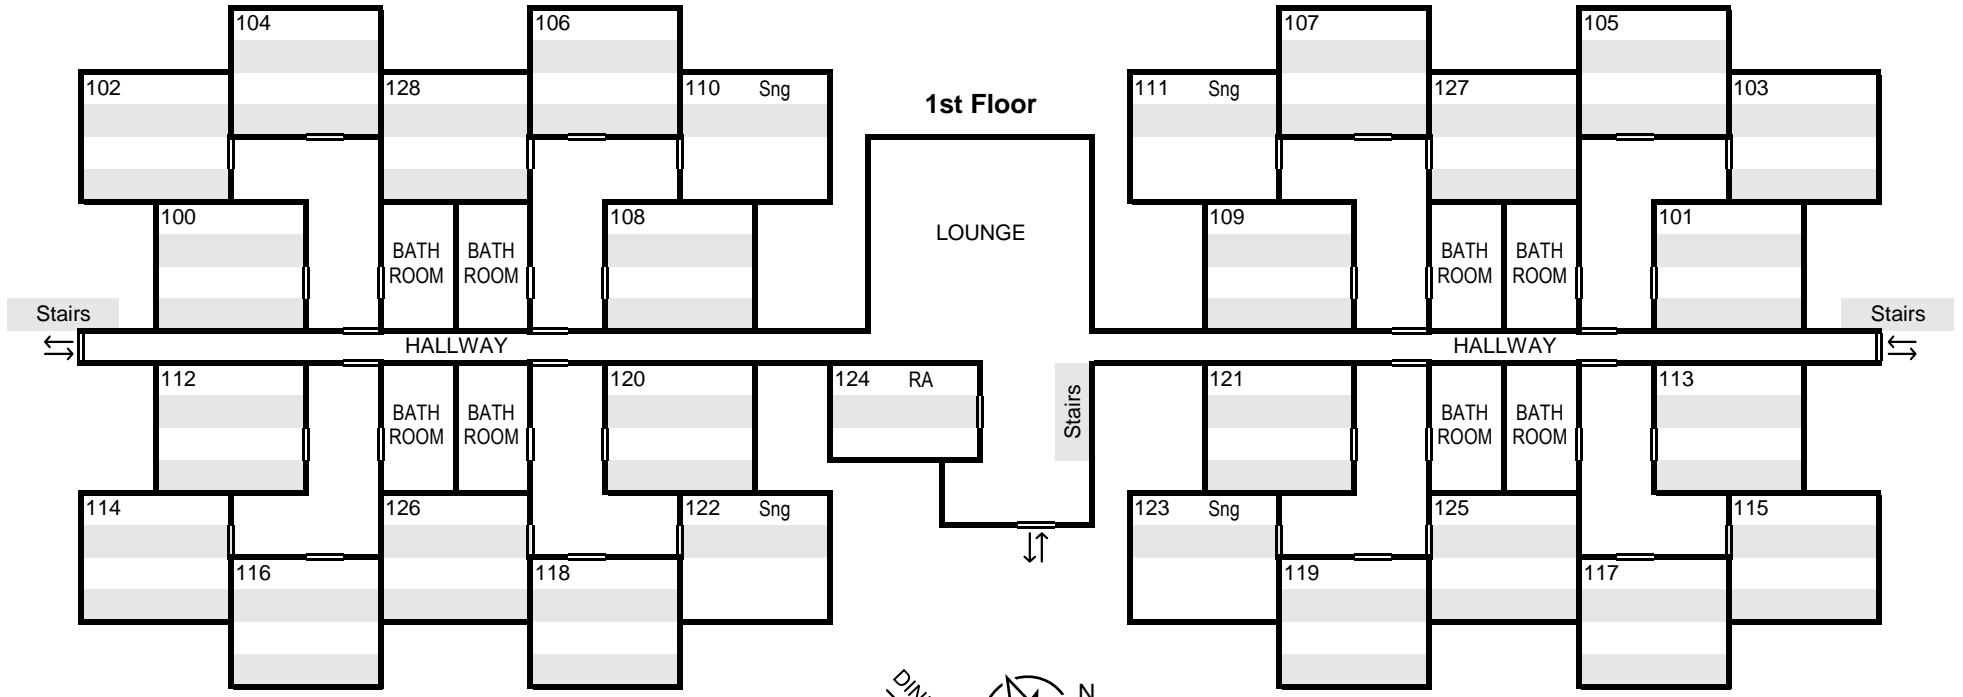 104
106
107
105
102
128
110 Sng
1st Floor
111 Sng
127
103
100
108
LOUNGE
109
101
BATH
ROOM
BATH
ROOM
BATH
ROOM
BATH
ROOM
Stairs
Stairs
HALLWAY
HALLWAY
112
120
124 RA
Stairs
121
113
BATH
ROOM
BATH
ROOM
BATH
ROOM
BATH
ROOM
114
126
122 Sng
123 Sng
125
115
116
118
119
117
N